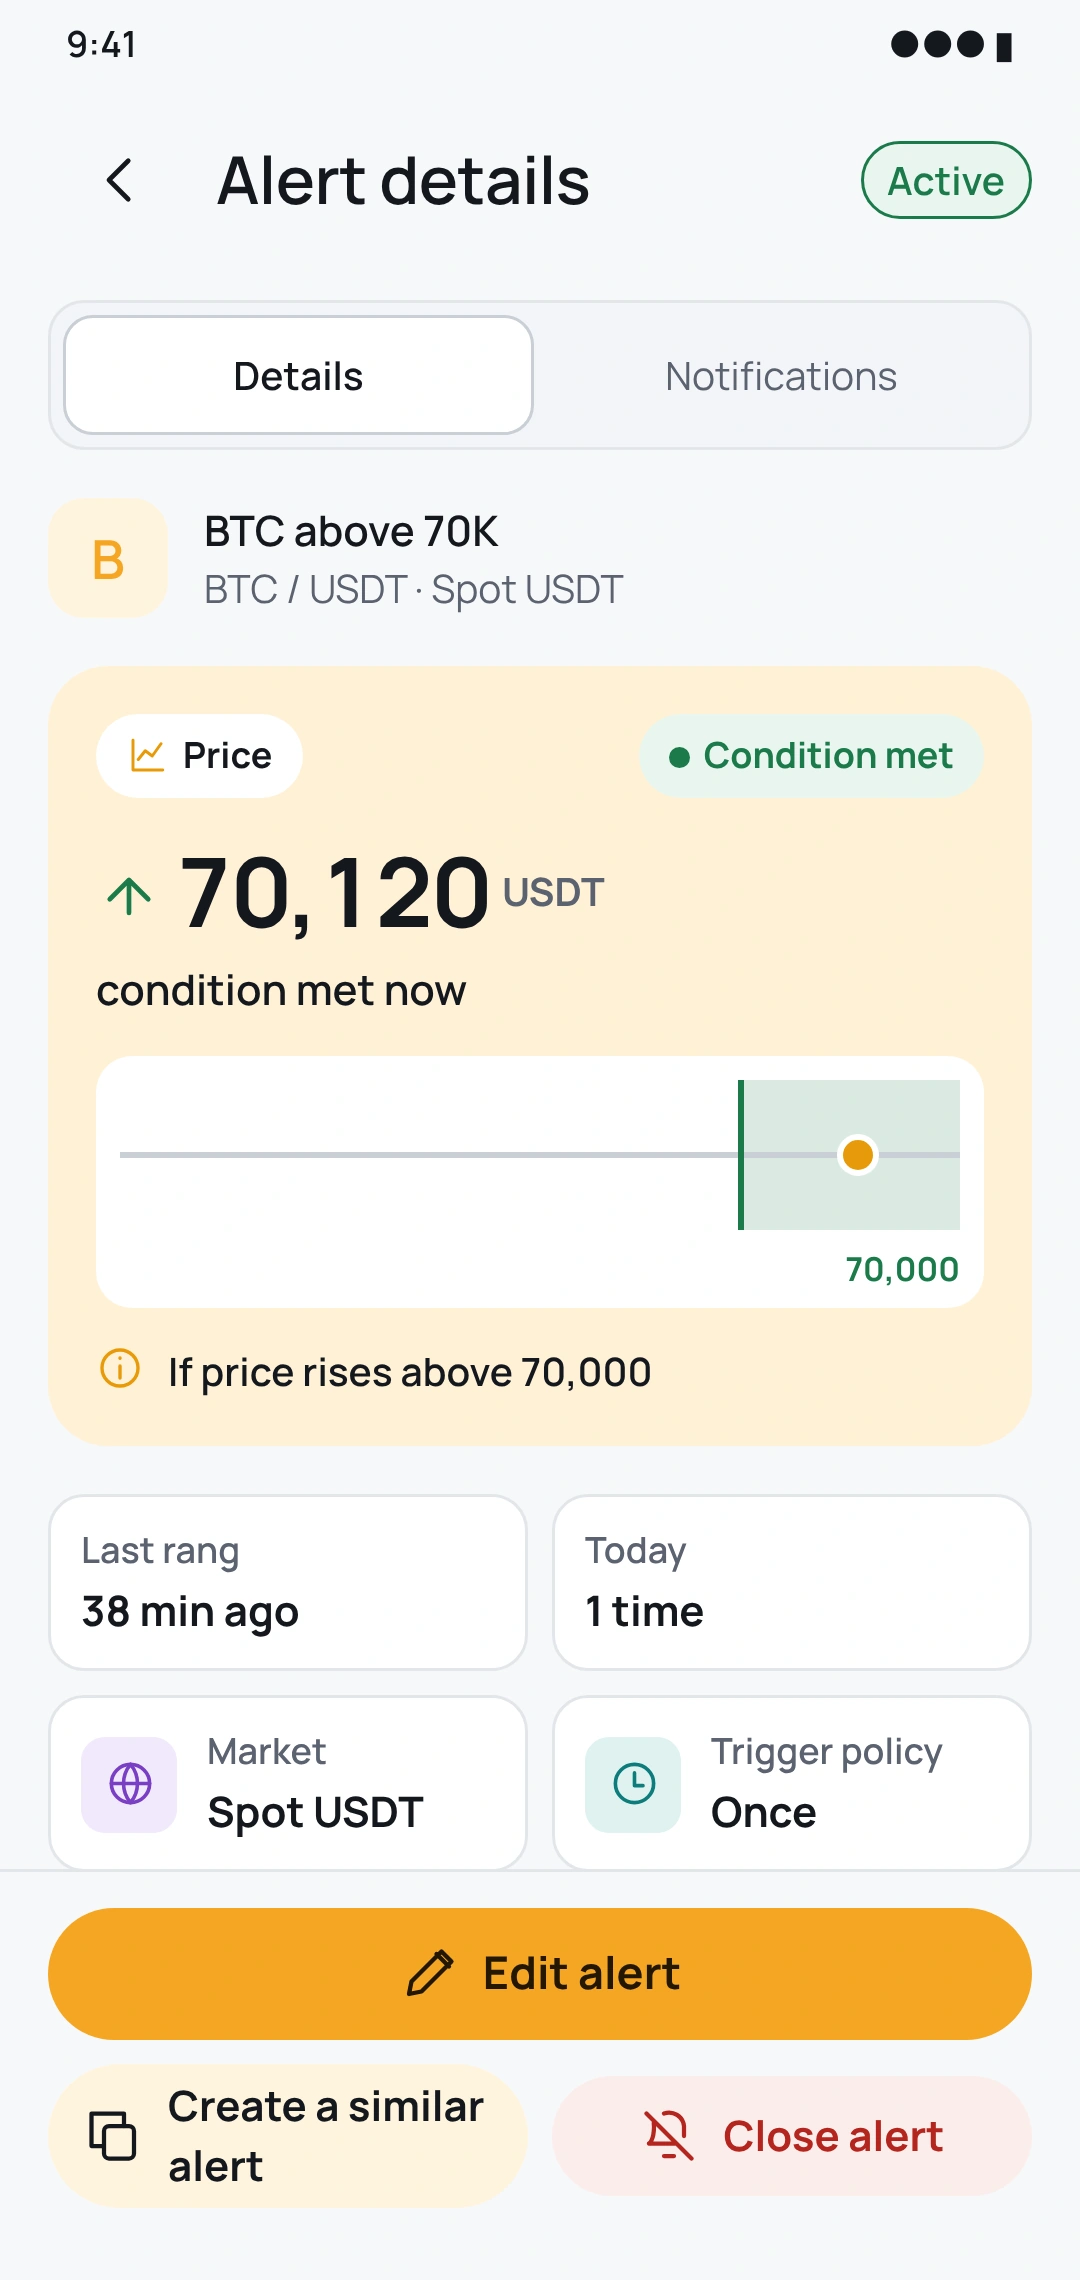 9:41
Alert details
Active
Details
Notifications
B
BTC above 70K
BTC / USDT · Spot USDT
Price
Condition met
70,120 USDT
condition met now
70,000
If price rises above 70,000
Last rang
38 min ago
Today
1 time
Market
Spot USDT
Trigger policy
Once
Edit alert
Create a similar
alert
Close alert